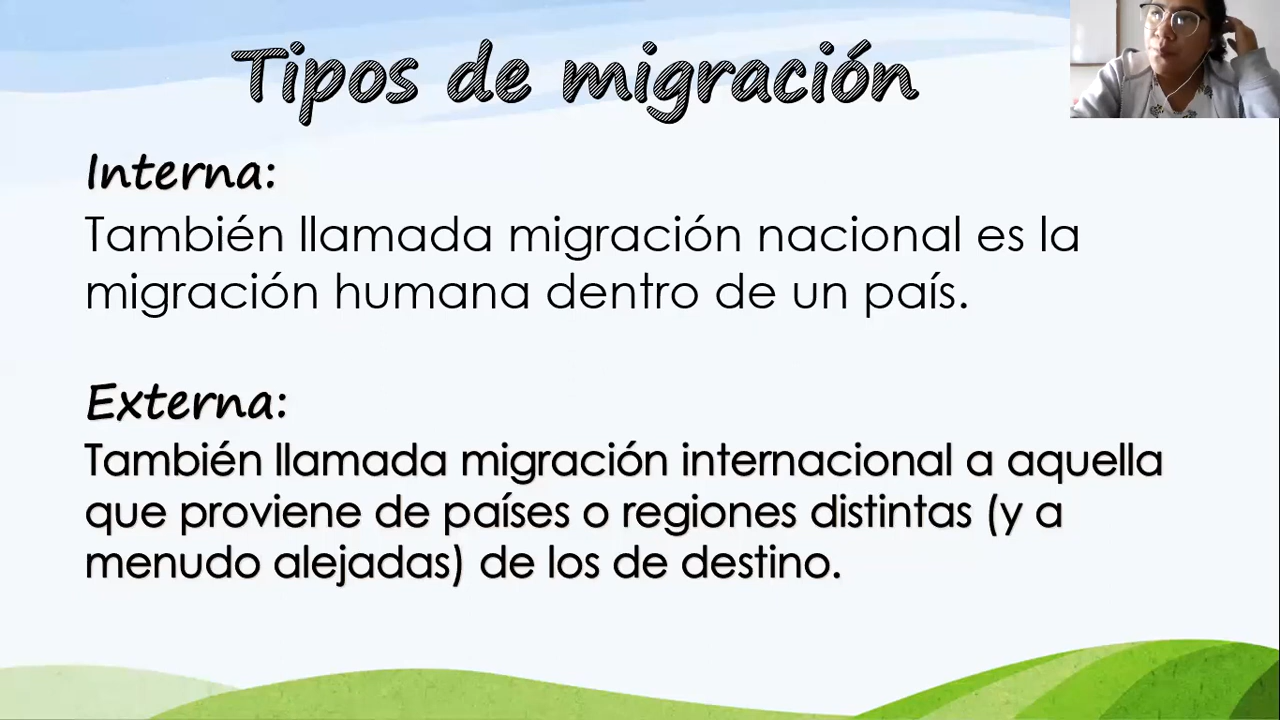 Tipos de migración
Interna:
También llamada migración nacional es la
migración humana dentro de un país.
Externa:
También llamada migración internacional a aquella
que proviene de países o regiones distintas (y a
menudo alejadas) de los de destino.